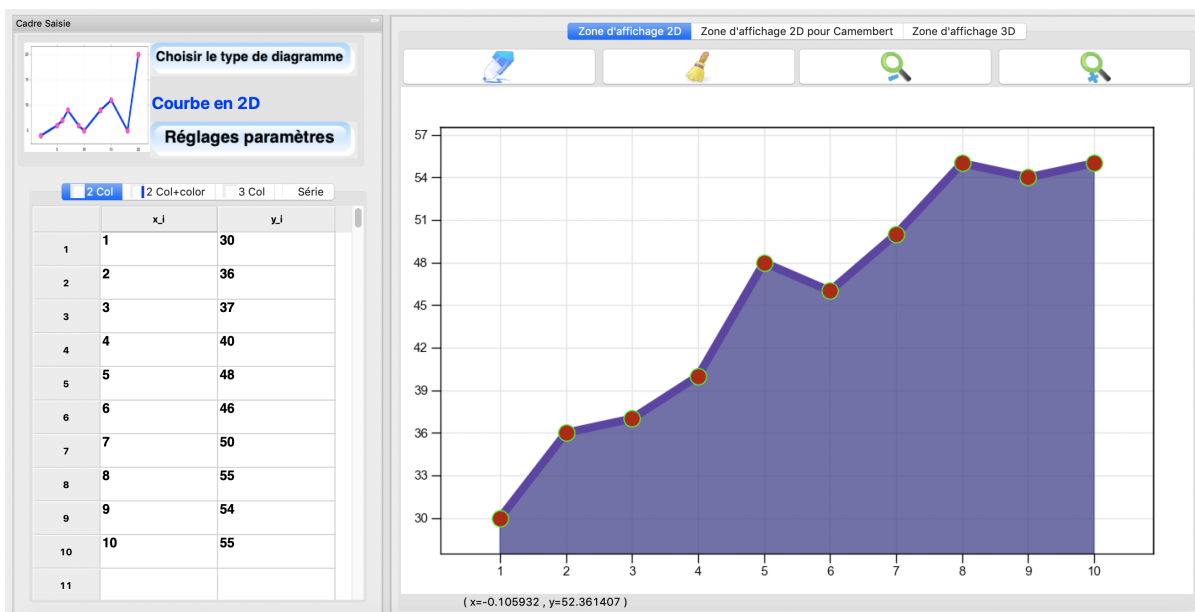 Cadre Saisie
Choisir le type de diagramme
Courbe en 2D
Réglages paramètres
2 Col 2 Col+color 3 Col Série
x_i y_i
1 1 30
2 2 36
3 3 37
4 4 40
5 5 48
6 6 46
7 7 50
8 8 55
9 9 54
10 10 55
11
Zone d'affichage 2D Zone d'affichage 2D pour Camembert Zone d'affichage 3D
57
54
51
48
45
42
39
36
33
30
1 2 3 4 5 6 7 8 9 10
( x=-0.105932 , y=52.361407 )